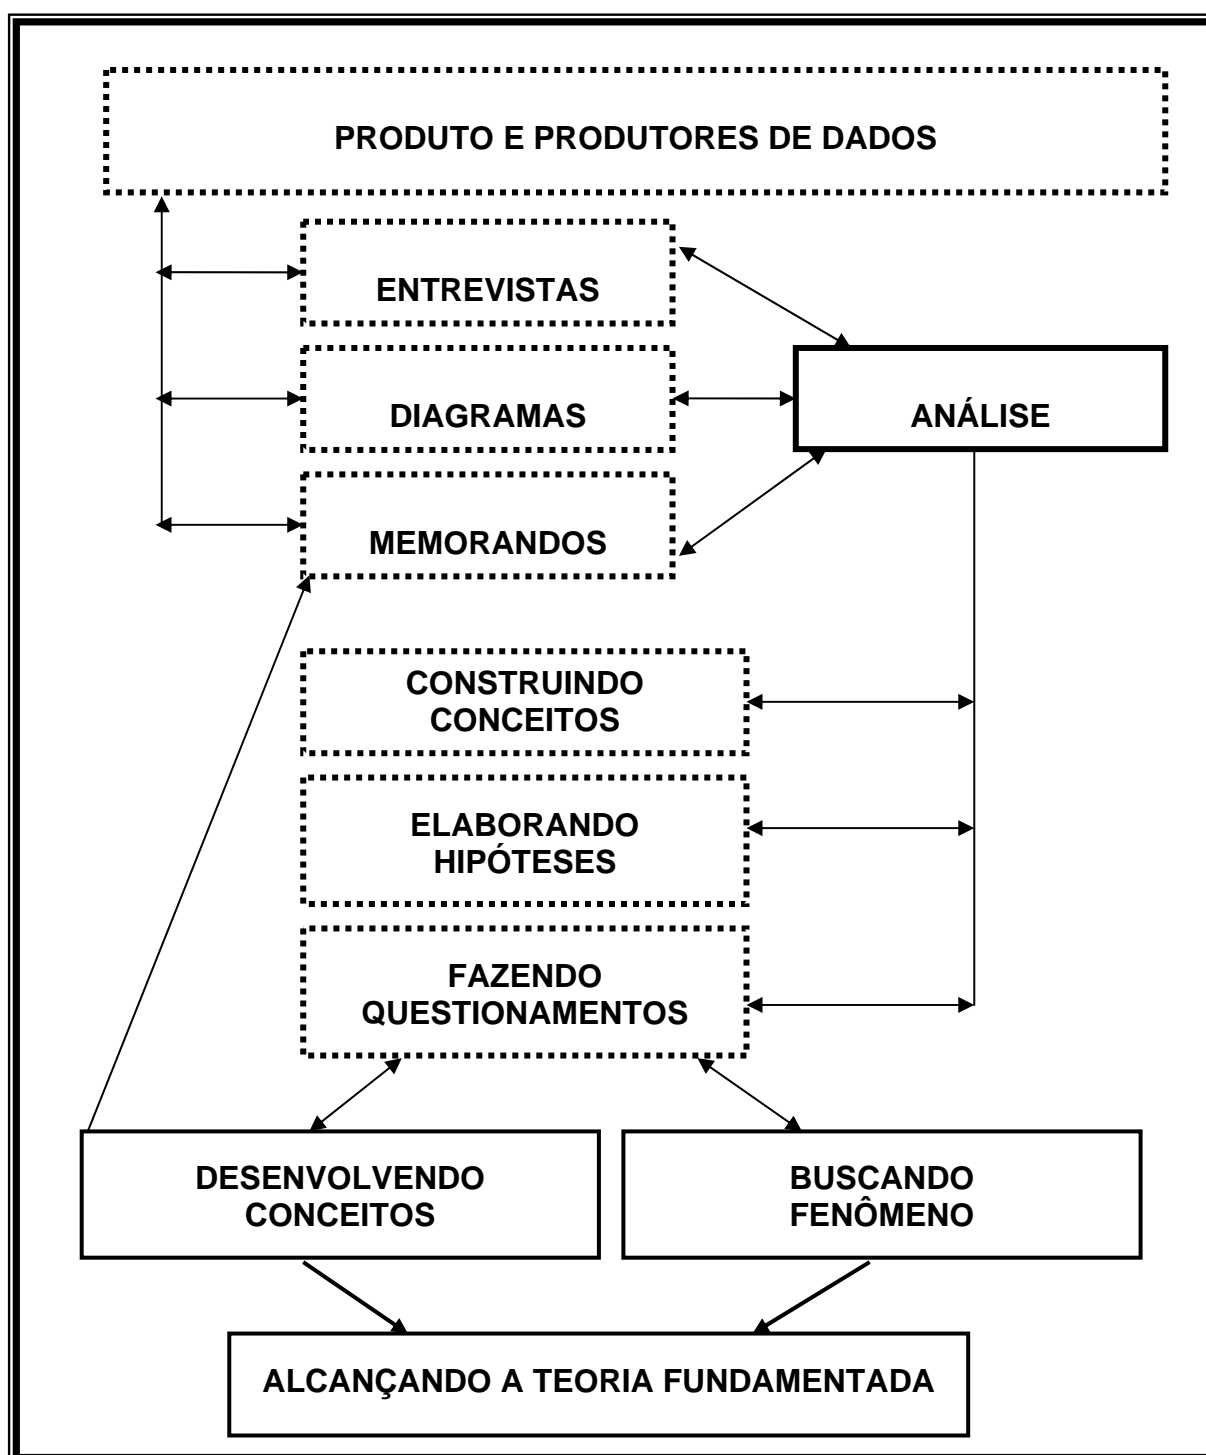 PRODUTO E PRODUTORES DE DADOS
ENTREVISTAS
DIAGRAMAS
ANÁLISE
MEMORANDOS
CONSTRUINDO
CONCEITOS
ELABORANDO
HIPÓTESES
FAZENDO
QUESTIONAMENTOS
DESENVOLVENDO
CONCEITOS
BUSCANDO
FENÔMENO
ALCANÇANDO A TEORIA FUNDAMENTADA